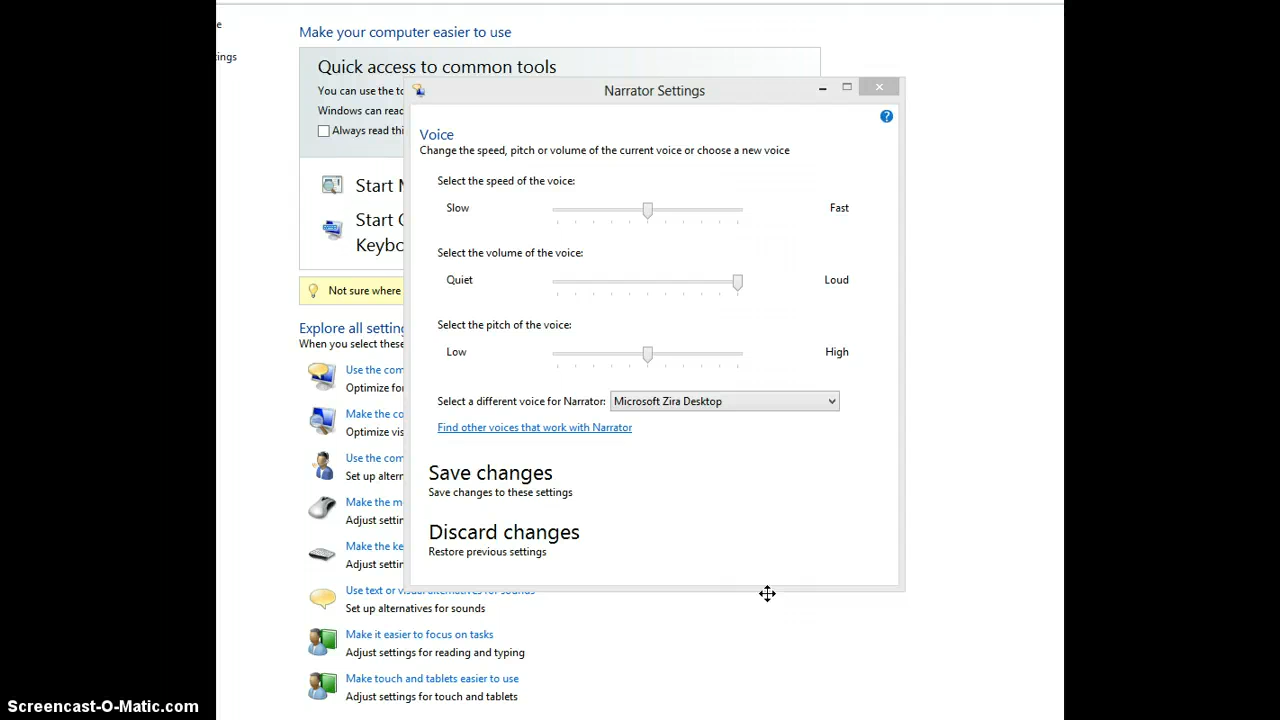 e
ings
Make your computer easier to use
Quick access to common tools
You can use the to
Windows can read
Always read thi
Start M
Start O
Keybo
Not sure where
Explore all setting
When you select these
Use the com
Optimize for
Make the co
Optimize vis
Use the com
Set up altern
Make the m
Adjust settin
Make the ke
Adjust settin
Use text or visual alternatives for sounds
Set up alternatives for sounds
Make it easier to focus on tasks
Adjust settings for reading and typing
Make touch and tablets easier to use
Adjust settings for touch and tablets
Narrator Settings
Voice
Change the speed, pitch or volume of the current voice or choose a new voice
Select the speed of the voice:
Slow Fast
Select the volume of the voice:
Quiet Loud
Select the pitch of the voice:
Low High
Select a different voice for Narrator: Microsoft Zira Desktop
Find other voices that work with Narrator
Save changes
Save changes to these settings
Discard changes
Restore previous settings
Screencast-O-Matic.com